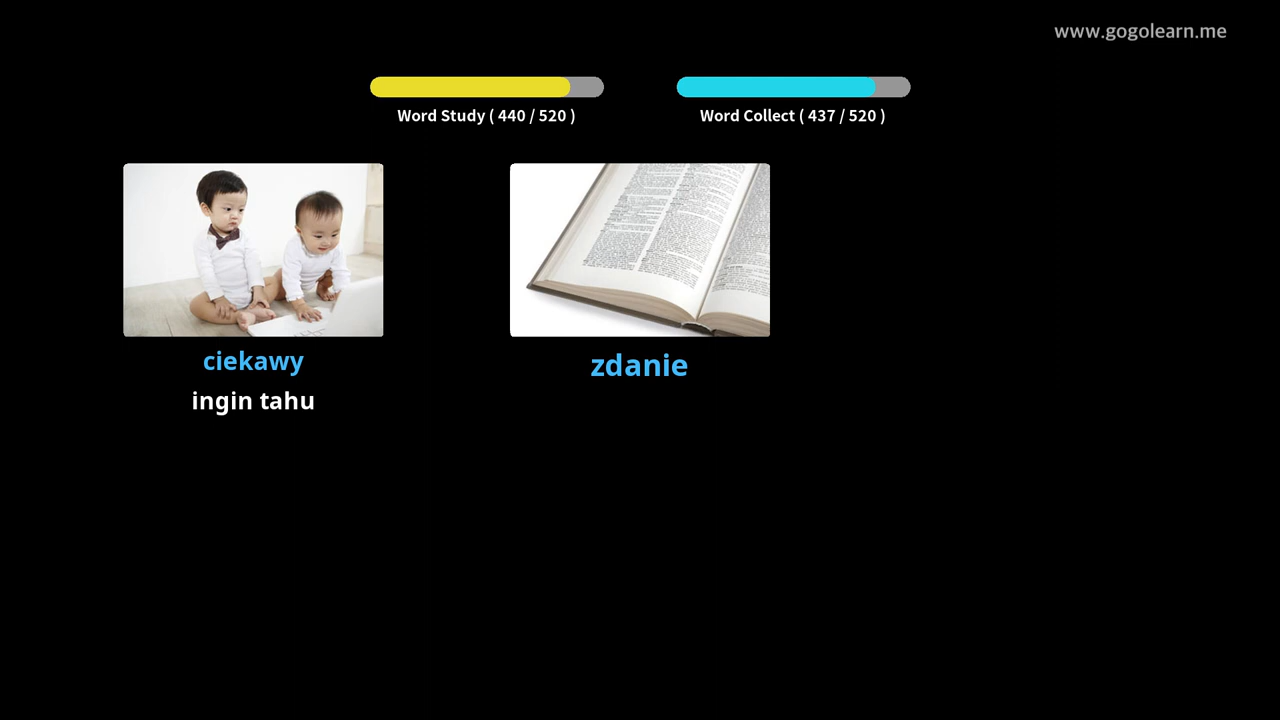 www.gogolearn.me
Word Study ( 440 / 520 )
Word Collect ( 437 / 520 )
ciekawy
ingin tahu
zdanie